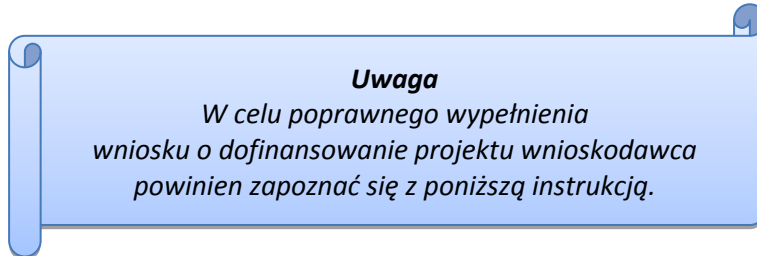 Uwaga
W celu poprawnego wypełnienia
wniosku o dofinansowanie projektu wnioskodawca
powinien zapoznać się z poniższą instrukcją.